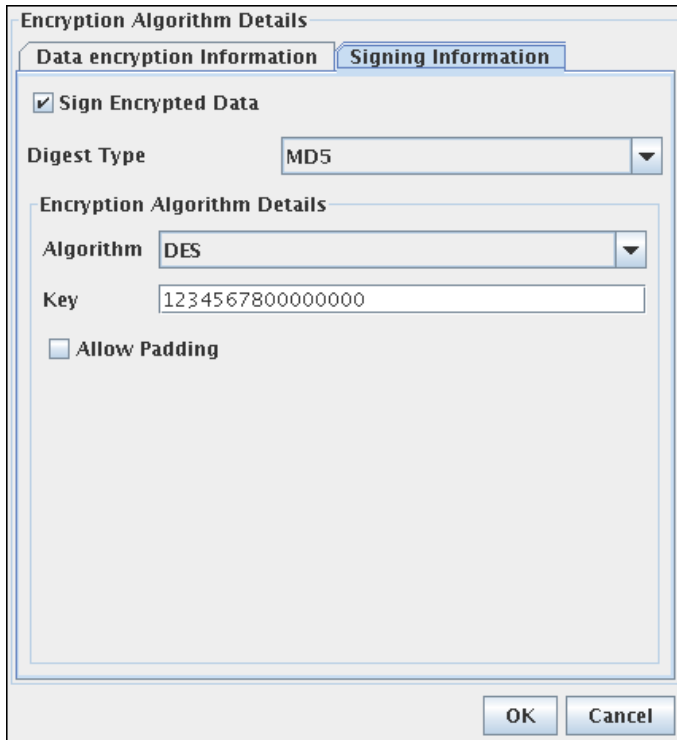 Encryption Algorithm Details
Data encryption Information Signing Information
Sign Encrypted Data
Digest Type MD5
Encryption Algorithm Details
Algorithm DES
Key 1234567800000000
Allow Padding
OK Cancel